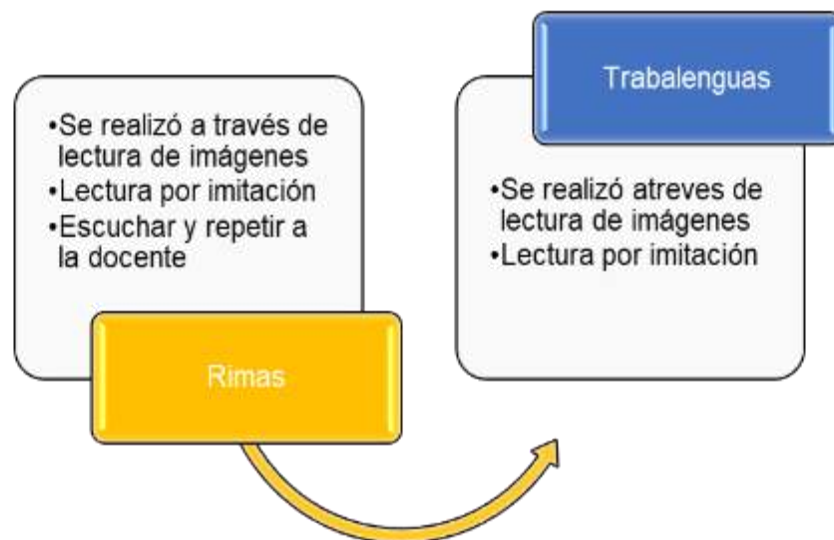 •Se realizó a través de
lectura de imágenes
•Lectura por imitación
•Escuchar y repetir a
la docente
Rimas
Trabalenguas
•Se realizó atreves de
lectura de imágenes
•Lectura por imitación